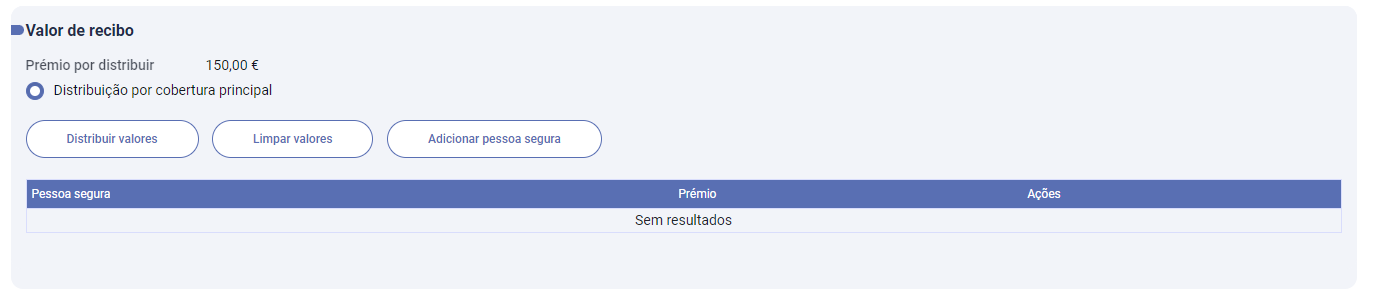 Valor de recibo
Prémio por distribuir 150,00 €
Distribuição por cobertura principal
Distribuir valores Limpar valores Adicionar pessoa segura
Pessoa segura Prémio Ações
Sem resultados